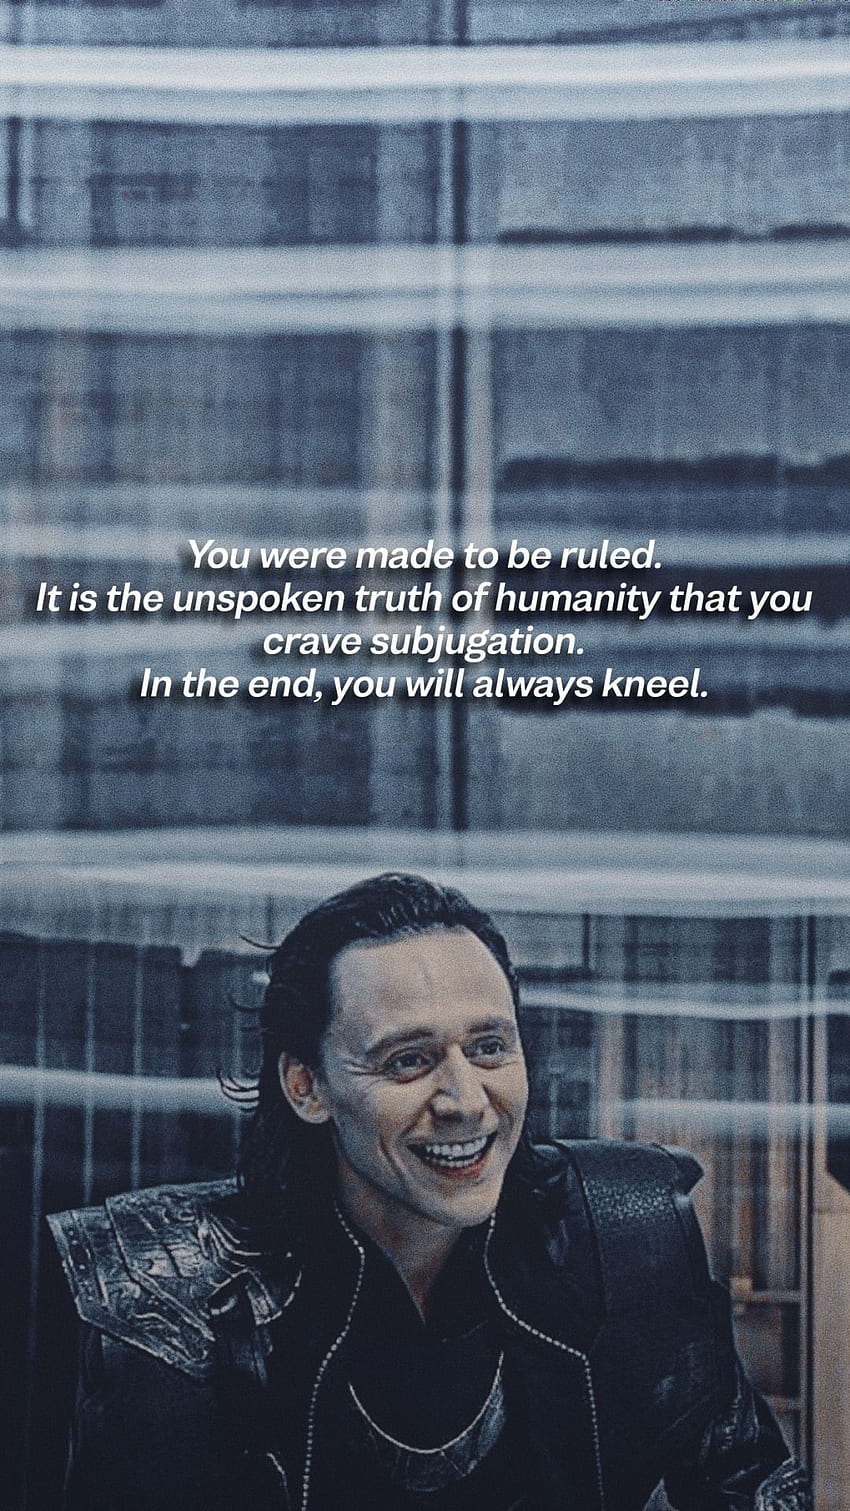 You were made to be ruled.
It is the unspoken truth of humanity that you
crave subjugation.
In the end, you will always kneel.